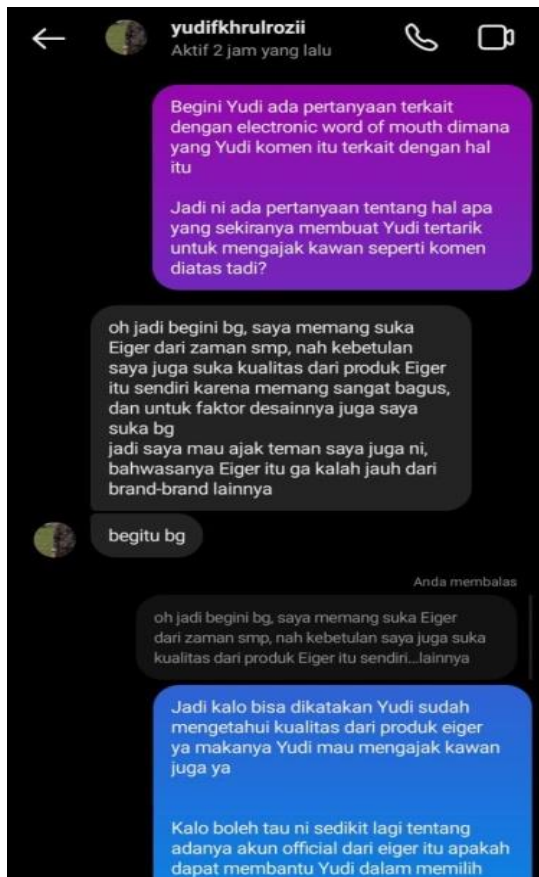 yudifkhrulrozii
Aktif 2 jam yang lalu
Begini Yudi ada pertanyaan terkait
dengan electronic word of mouth dimana
yang Yudi komen itu terkait dengan hal
itu
Jadi ni ada pertanyaan tentang hal apa
yang sekiranya membuat Yudi tertarik
untuk mengajak kawan seperti komen
diatas tadi?
oh jadi begini bg, saya memang suka
Eiger dari zaman smp, nah kebetulan
saya juga suka kualitas dari produk Eiger
itu sendiri karena memang sangat bagus,
dan untuk faktor desainnya juga saya
suka bg
jadi saya mau ajak teman saya juga ni,
bahwasanya Eiger itu ga kalah jauh dari
brand-brand lainnya
begitu bg
Anda membalas
oh jadi begini bg, saya memang suka Eiger
dari zaman smp, nah kebetulan saya juga suka
kualitas dari produk Eiger itu sendiri...lainnya
Jadi kalo bisa dikatakan Yudi sudah
mengetahui kualitas dari produk eiger
ya makanya Yudi mau mengajak kawan
juga ya
Kalo boleh tau ni sedikit lagi tentang
adanya akun official dari eiger itu apakah
dapat membantu Yudi dalam memilih